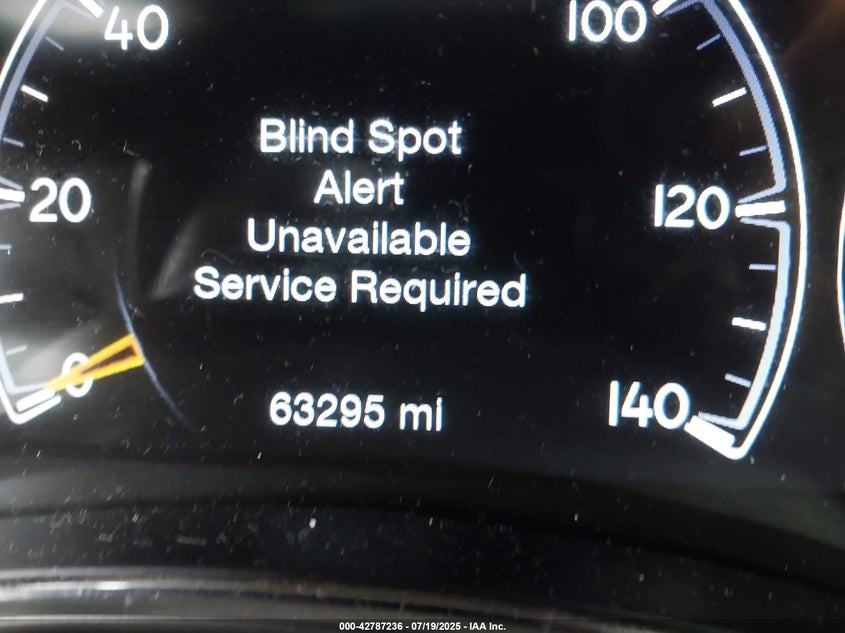 40
100
Blind Spot
Alert
20
120
Unavailable
Service Required
0
63295 mi
140
000-42787236 - 07/19/2025 - IAA Inc.